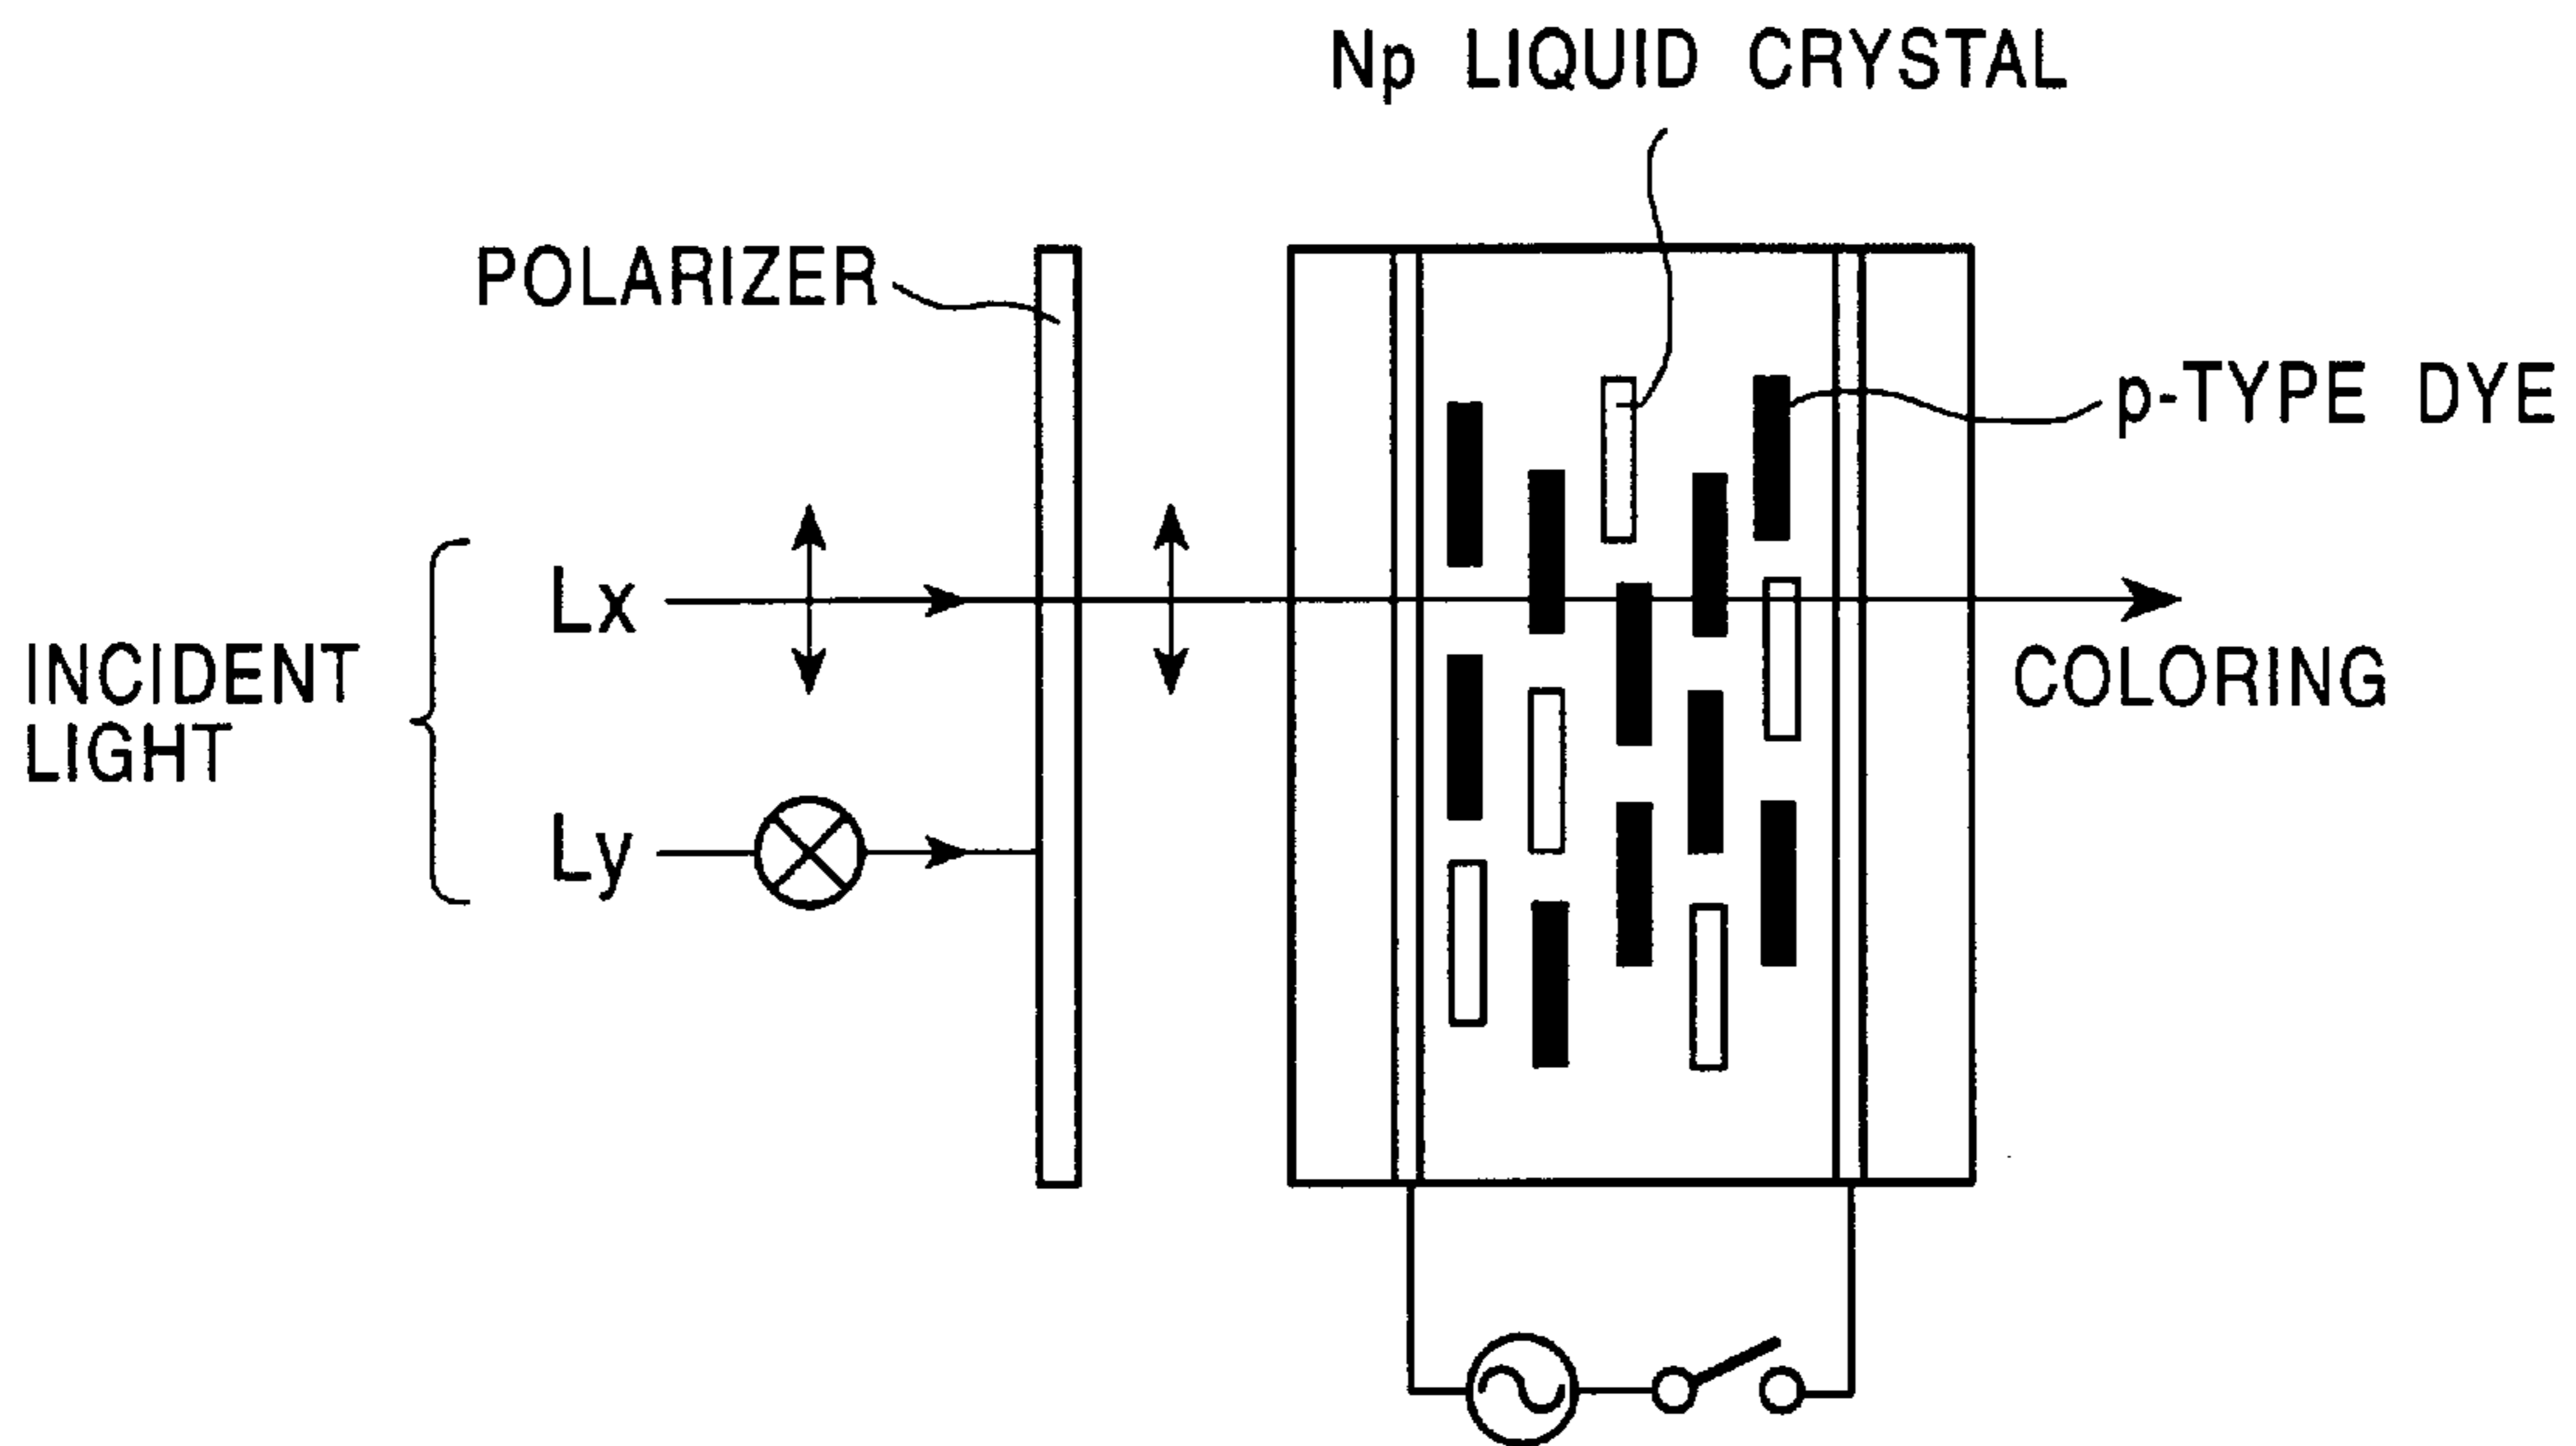 Np LIQUID CRYSTAL
POLARIZER
p-TYPE DYE
Lx
INCIDENT
LIGHT
COLORING
Ly